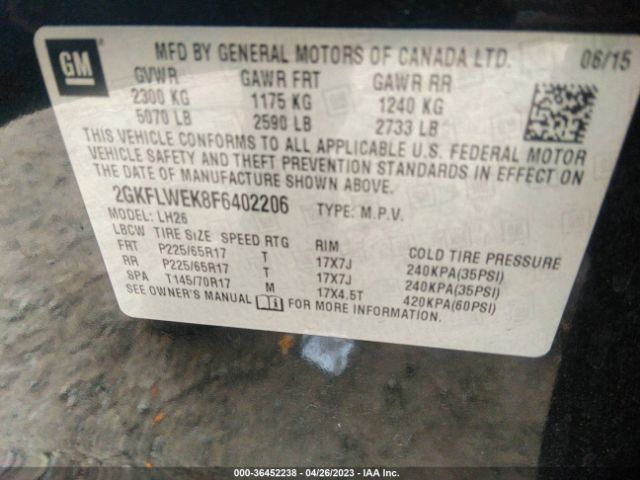 GM
MFD BY GENERAL MOTORS OF CANADA LTD. 06/15
GVWR GAWR FRT GAWR RR
2300 KG 1175 KG 1240 KG
5070 LB 2590 LB 2733 LB
THIS VEHICLE CONFORMS TO ALL APPLICABLE U.S. FEDERAL MOTOR
VEHICLE SAFETY AND THEFT PREVENTION STANDARDS IN EFFECT ON
THE DATE OF MANUFACTURE SHOWN ABOVE.
2GKFLWEK8F6402206 TYPE: M.P.V.
MODEL: LH26
LBCW TIRE SIZE SPEED RTG RIM COLD TIRE PRESSURE
FRT P225/65R17 T 17X7J 240KPA(35PSI)
RR P225/65R17 T 17X7J 240KPA(35PSI)
SPA T145/70R17 M 17X4.5T 420KPA(60PSI)
SEE OWNER'S MANUAL FOR MORE INFORMATION
000-36452238 - 04/26/2023 - IAA Inc.